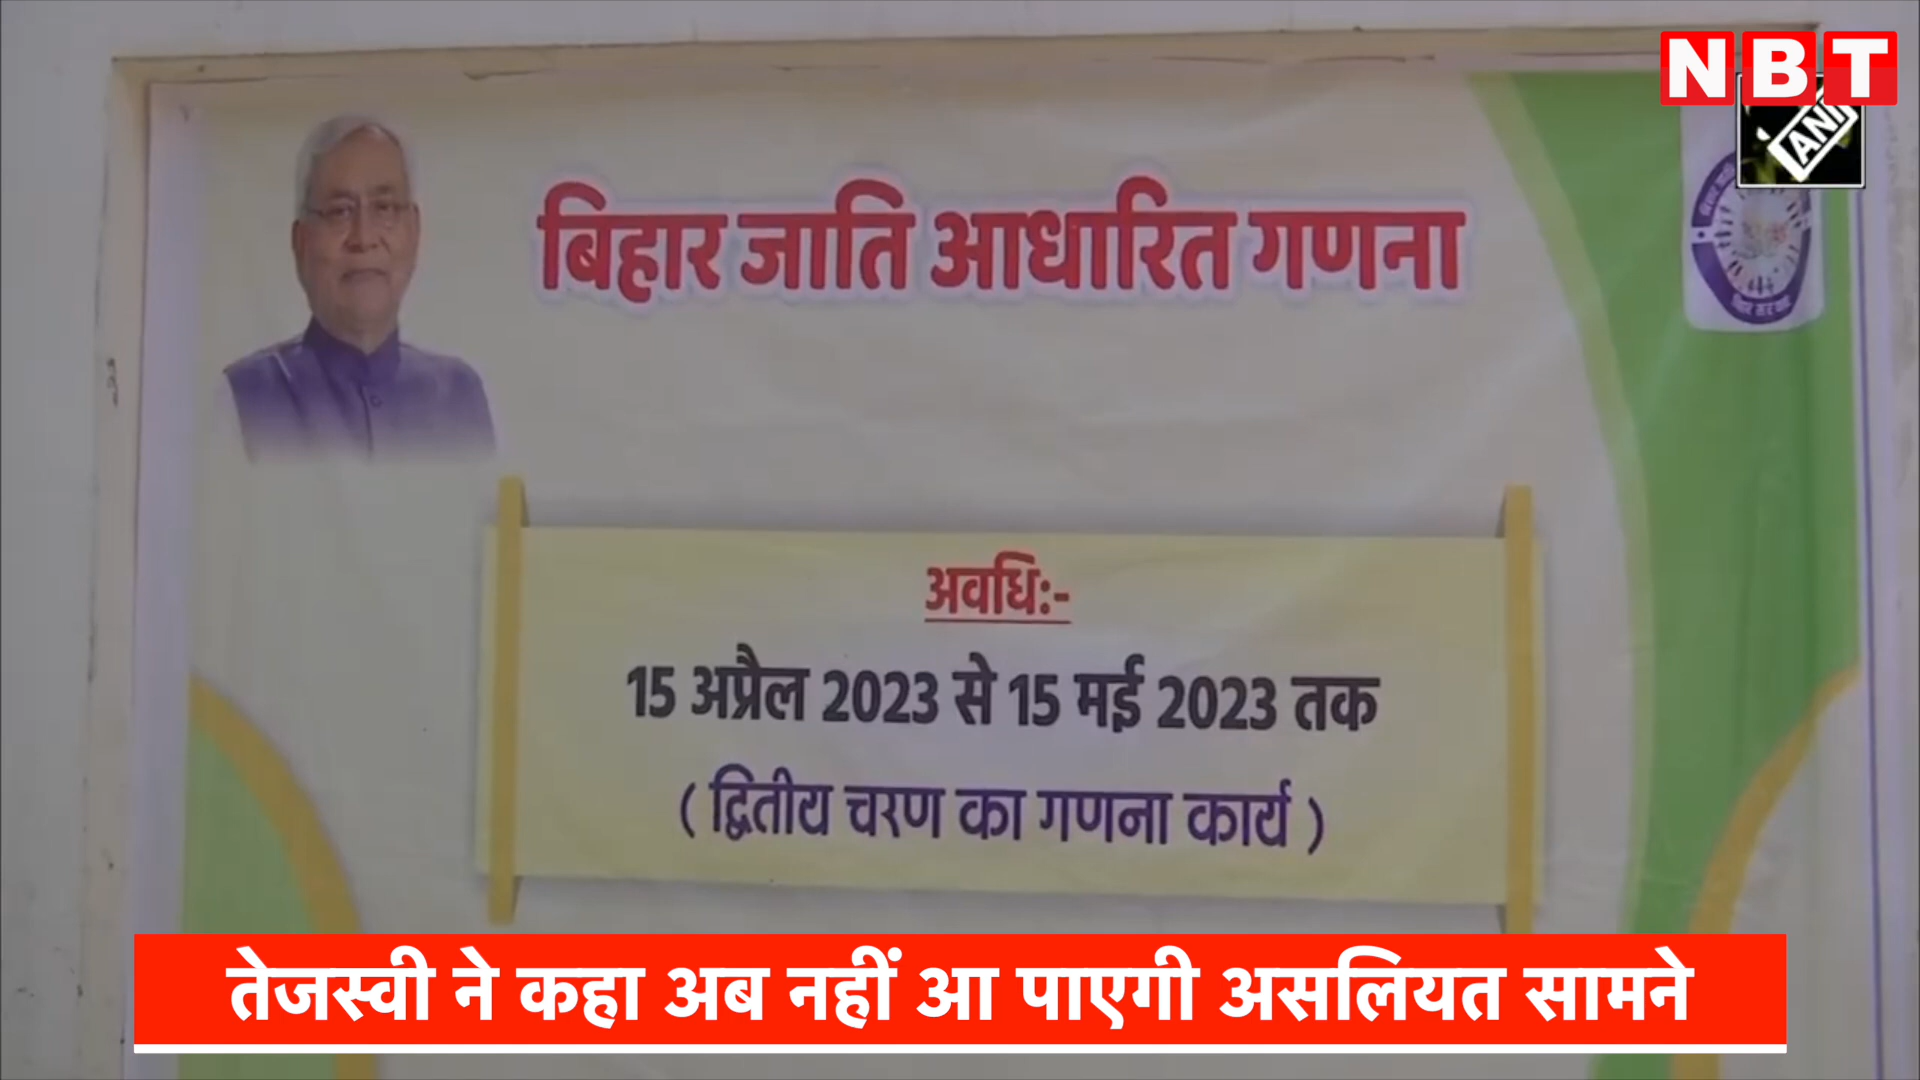 NBT
ANI
बिहार जाति आधारित गणना
अवधि:-
15 अप्रैल 2023 से 15 मई 2023 तक
( द्वितीय चरण का गणना कार्य )
तेजस्वी ने कहा अब नहीं आ पाएगी असलियत सामने